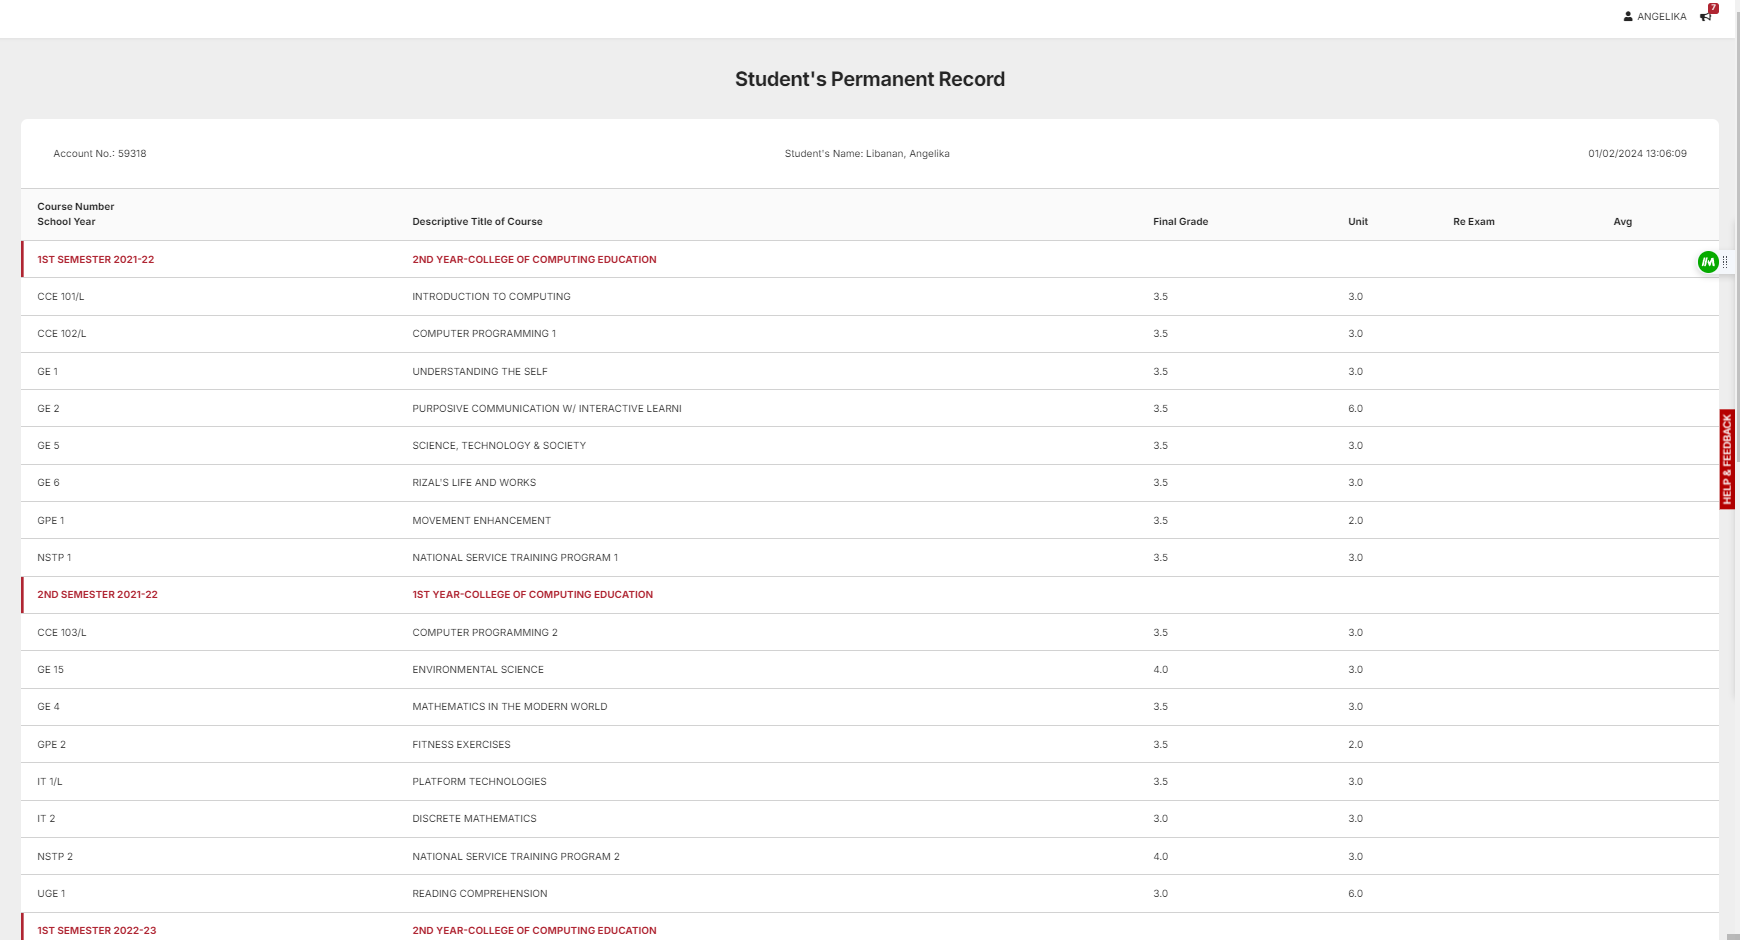 ANGELIKA 7
Student's Permanent Record
Account No.: 59318 Student's Name: Libanan, Angelika 01/02/2024 13:06:09
Course Number
School Year Descriptive Title of Course Final Grade Unit Re Exam Avg
1ST SEMESTER 2021-22 2ND YEAR-COLLEGE OF COMPUTING EDUCATION
CCE 101/L INTRODUCTION TO COMPUTING 3.5 3.0
CCE 102/L COMPUTER PROGRAMMING 1 3.5 3.0
GE 1 UNDERSTANDING THE SELF 3.5 3.0
GE 2 PURPOSIVE COMMUNICATION W/ INTERACTIVE LEARNI 3.5 6.0
GE 5 SCIENCE, TECHNOLOGY & SOCIETY 3.5 3.0
GE 6 RIZAL'S LIFE AND WORKS 3.5 3.0
GPE 1 MOVEMENT ENHANCEMENT 3.5 2.0
NSTP 1 NATIONAL SERVICE TRAINING PROGRAM 1 3.5 3.0
2ND SEMESTER 2021-22 1ST YEAR-COLLEGE OF COMPUTING EDUCATION
CCE 103/L COMPUTER PROGRAMMING 2 3.5 3.0
GE 15 ENVIRONMENTAL SCIENCE 4.0 3.0
GE 4 MATHEMATICS IN THE MODERN WORLD 3.5 3.0
GPE 2 FITNESS EXERCISES 3.5 2.0
IT 1/L PLATFORM TECHNOLOGIES 3.5 3.0
IT 2 DISCRETE MATHEMATICS 3.0 3.0
NSTP 2 NATIONAL SERVICE TRAINING PROGRAM 2 4.0 3.0
UGE 1 READING COMPREHENSION 3.0 6.0
1ST SEMESTER 2022-23 2ND YEAR-COLLEGE OF COMPUTING EDUCATION
HELP & FEEDBACK